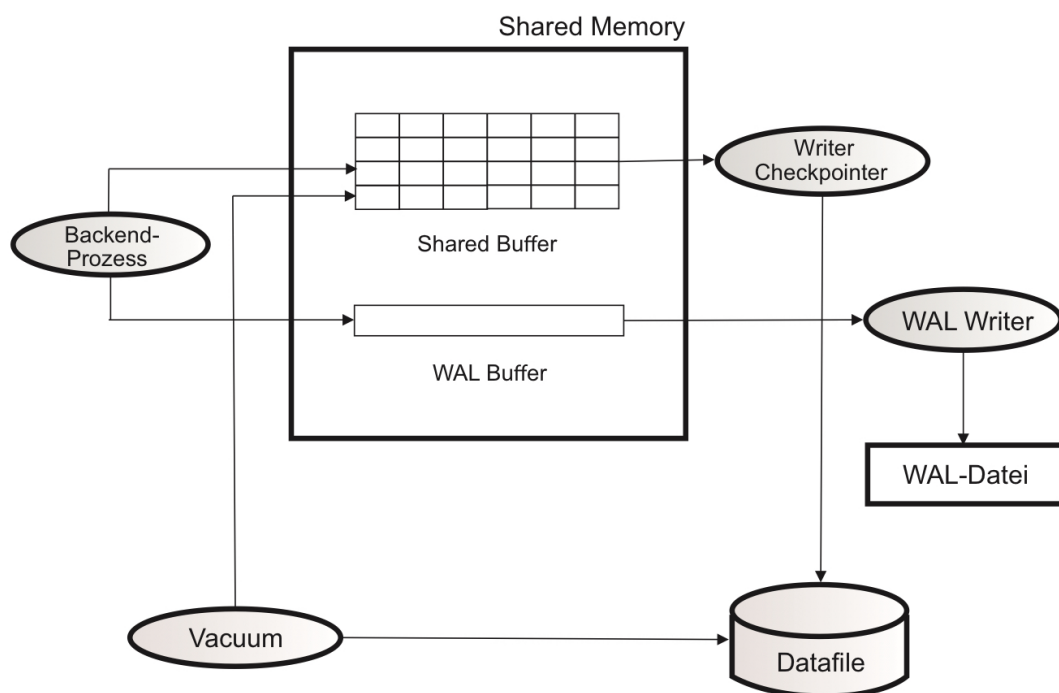 Shared Memory
Writer
Checkpointer
Backend-
Prozess
Shared Buffer
WAL Writer
WAL Buffer
WAL-Datei
Vacuum
Datafile